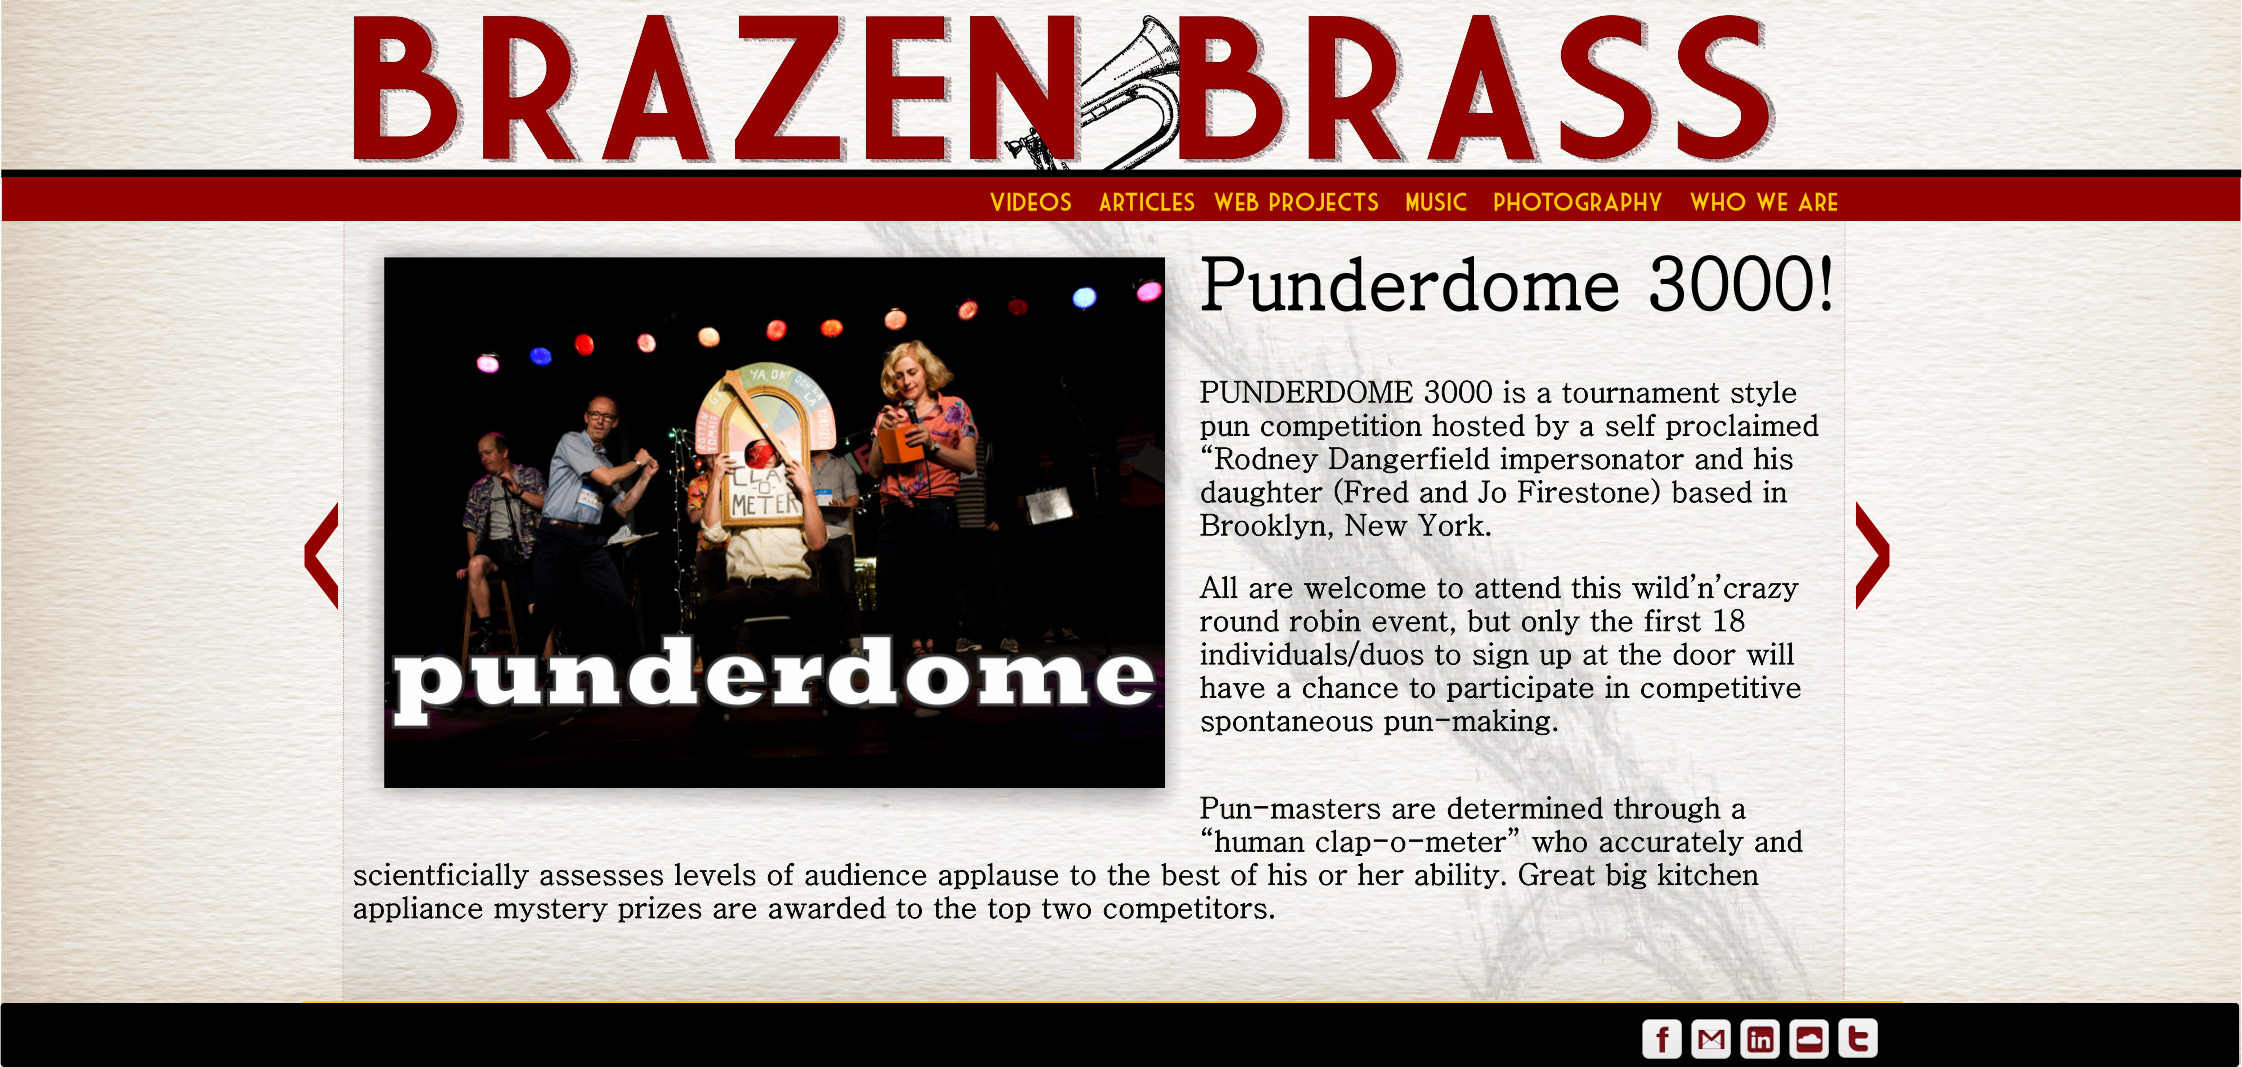 BRAZEN BRASS
VIDEOS ARTICLES WEB PROJECTS MUSIC PHOTOGRAPHY WHO WE ARE
Punderdome 3000!
YA, OK!
ROTTEN
TOMATO
CLA
-O-
METER
punderdome
PUNDERDOME 3000 is a tournament style
pun competition hosted by a self proclaimed
“Rodney Dangerfield impersonator and his
daughter (Fred and Jo Firestone) based in
Brooklyn, New York.
All are welcome to attend this wild’n’crazy
round robin event, but only the first 18
individuals/duos to sign up at the door will
have a chance to participate in competitive
spontaneous pun-making.
Pun-masters are determined through a
“human clap-o-meter” who accurately and
scientficially assesses levels of audience applause to the best of his or her ability. Great big kitchen
appliance mystery prizes are awarded to the top two competitors.